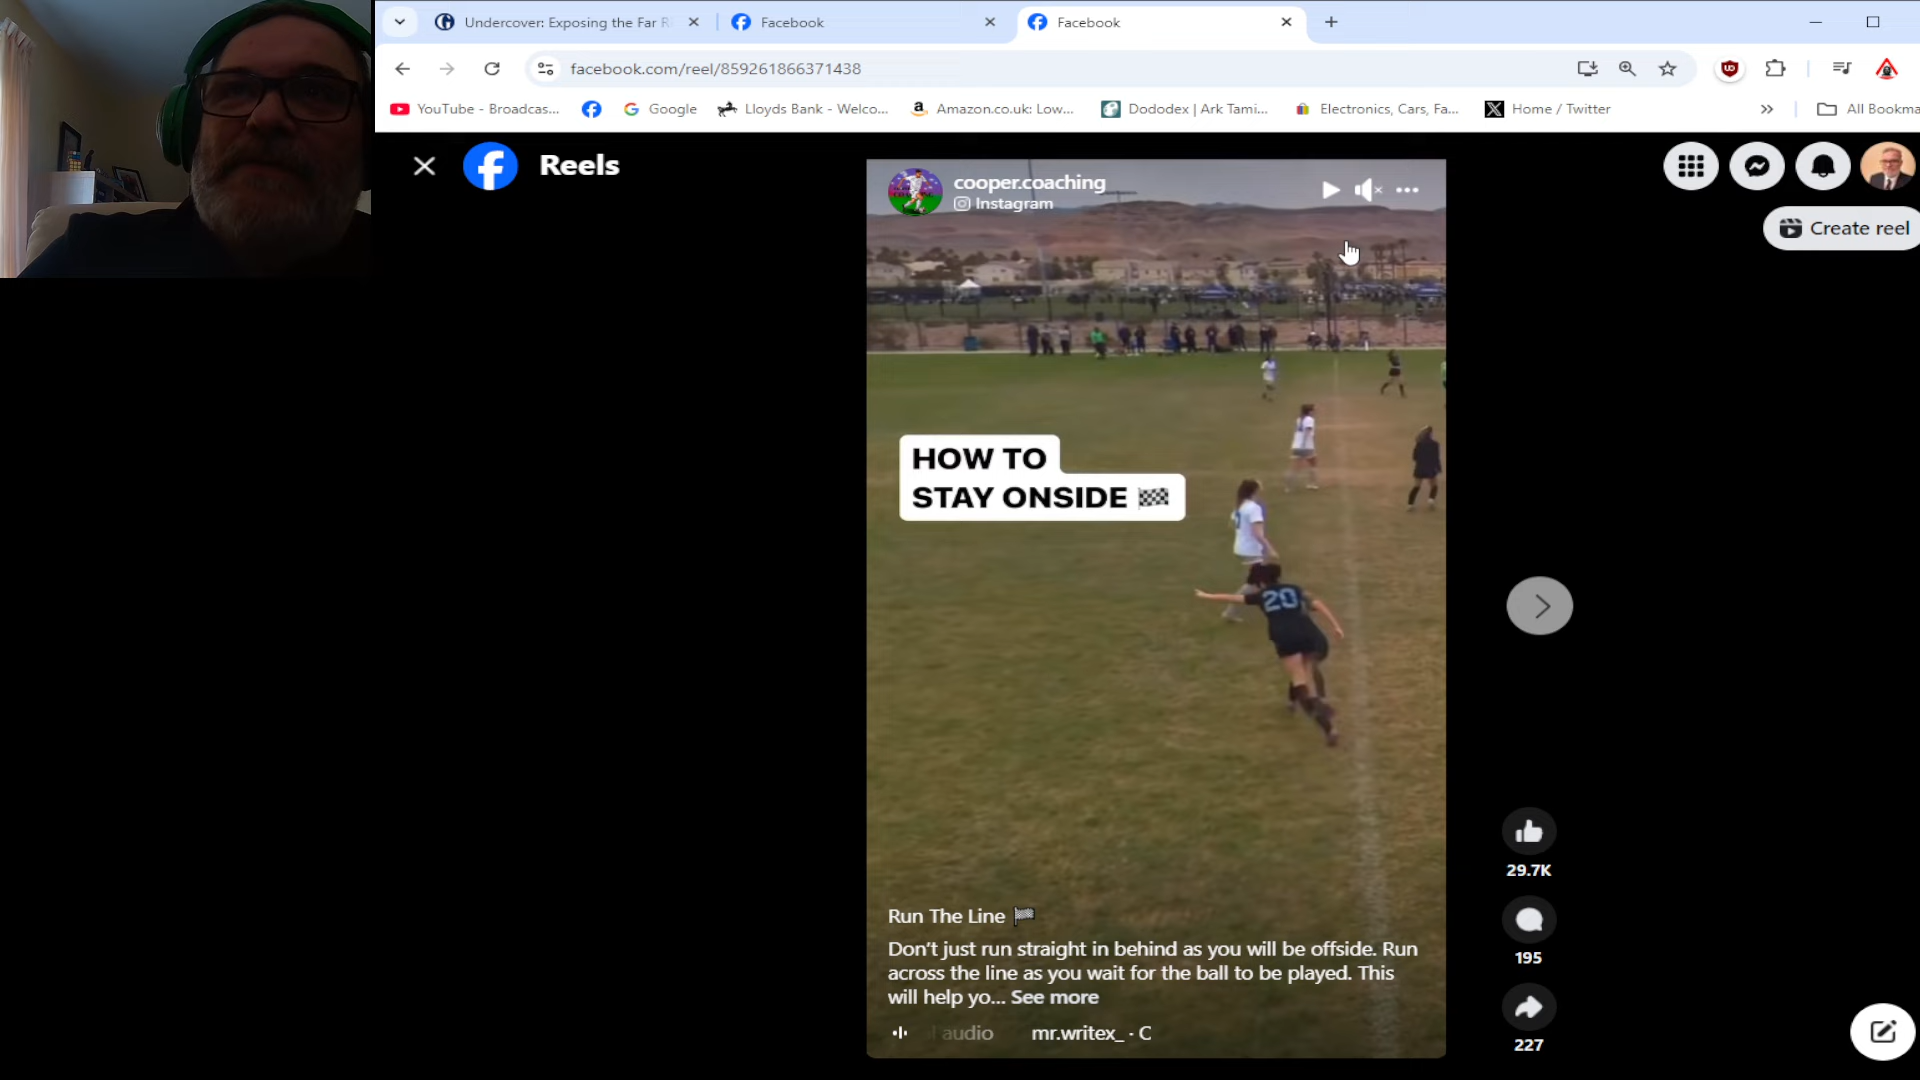 Undercover: Exposing the Far Ri
Facebook
Facebook
facebook.com/reel/859261866371438
YouTube - Broadcas...
Google
Lloyds Bank - Welco...
Amazon.co.uk: Low...
Dododex | Ark Tami...
Electronics, Cars, Fa...
Home / Twitter
All Bookma
Reels
cooper.coaching
Instagram
Create reel
HOW TO
STAY ONSIDE
20
29.7K
195
227
Run The Line
Don't just run straight in behind as you will be offside. Run
across the line as you wait for the ball to be played. This
will help yo... See more
l audio mr.writex_ · C